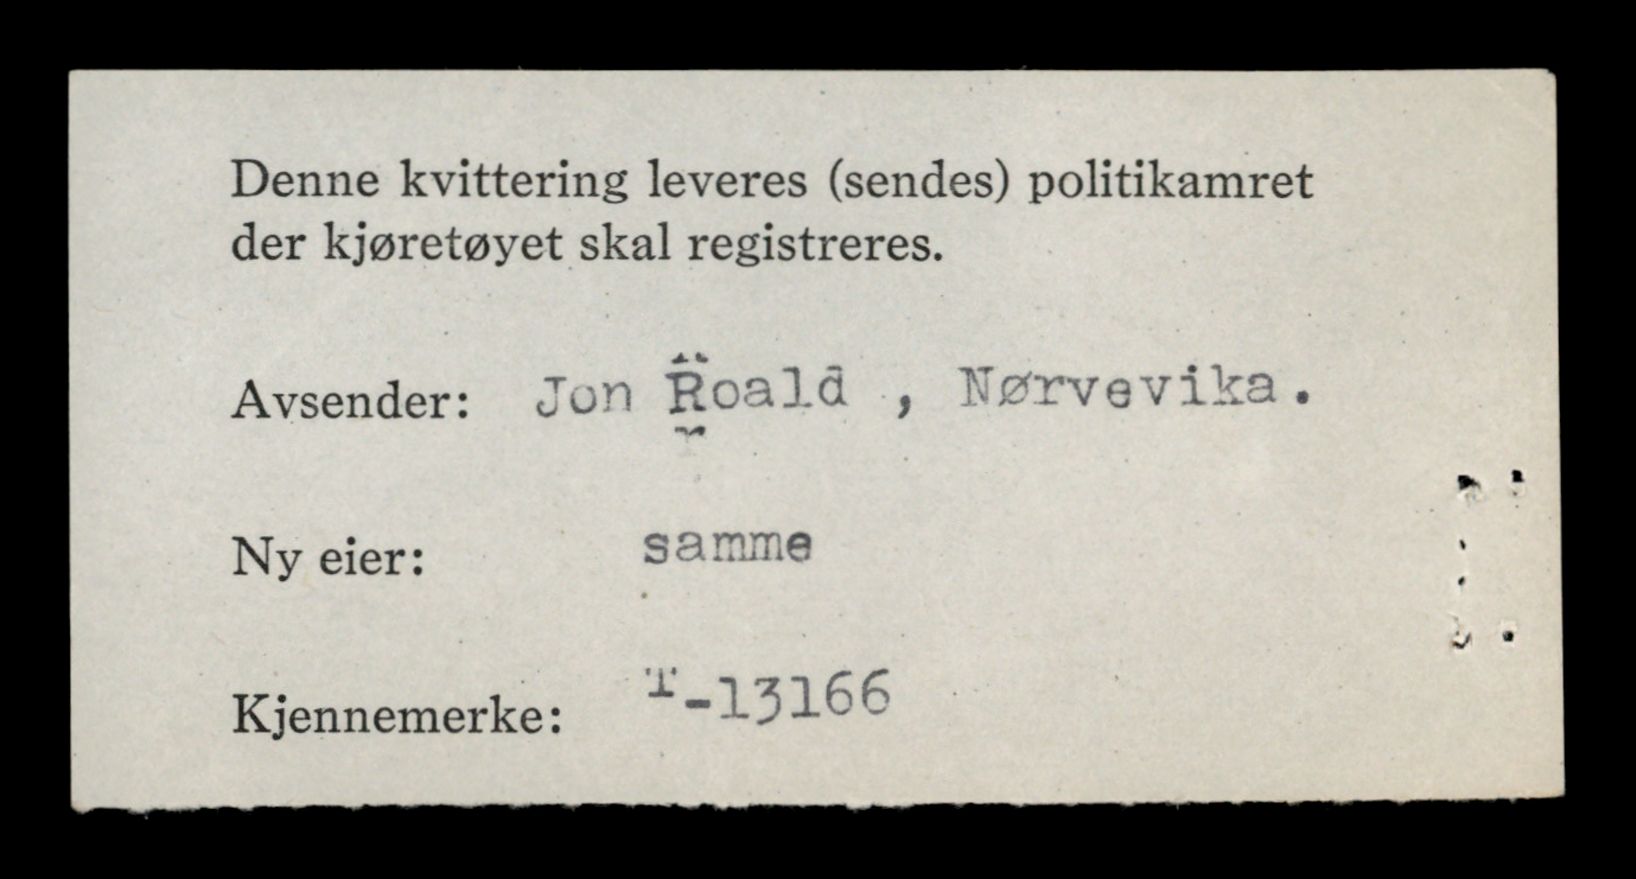 Denne kvittering leveres (sendes) politikamret
der kjøretøyet skal registreres.
Avsender: Jon Roald , Nørvevika.
Ny eier: samme
Kjennemerke: T-13166